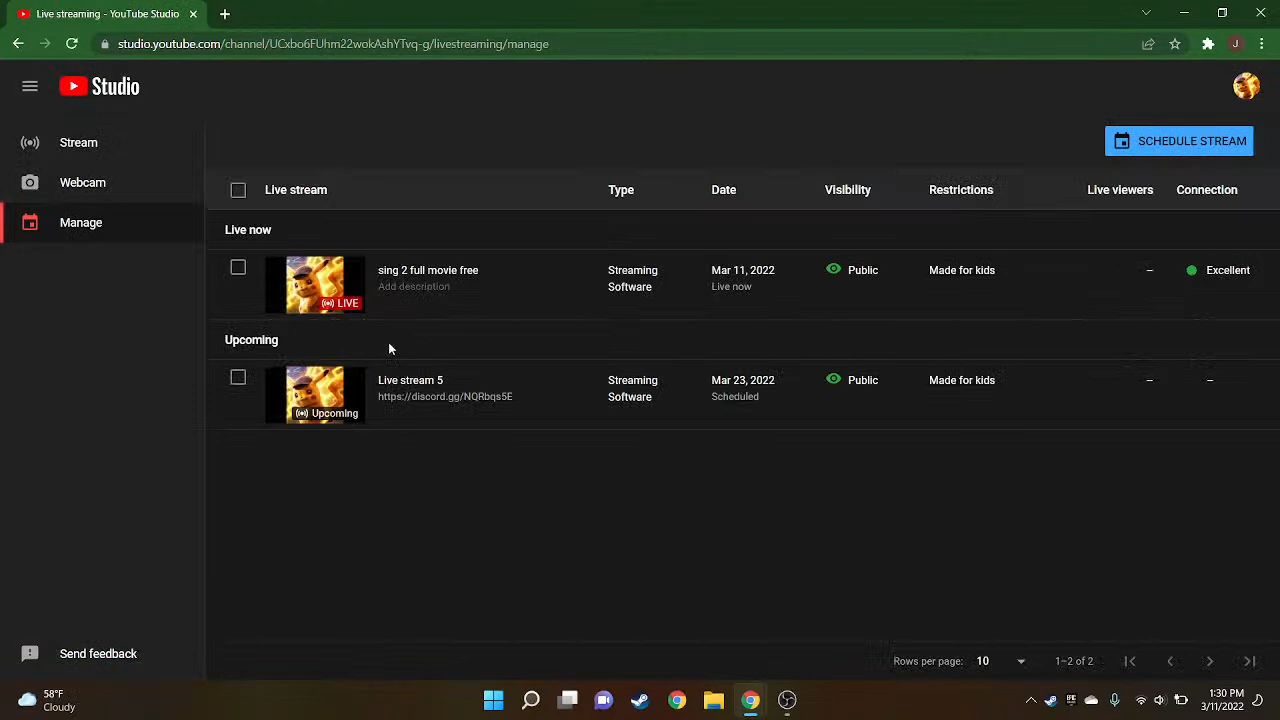 Live streaming - YouTube Studio
studio.youtube.com/channel/UCxbo6FUhm22wokAshYTvq-g/livestreaming/manage
J
Studio
Stream
Webcam
Manage
SCHEDULE STREAM
Live stream Type Date Visibility Restrictions Live viewers Connection
Live now
sing 2 full movie free Streaming Software Mar 11, 2022 Public Made for kids – Excellent
Add description Live now
LIVE
Upcoming
Live stream 5 Streaming Software Mar 23, 2022 Public Made for kids – –
https://discord.gg/NQRbqs5E Scheduled
Upcoming
Send feedback
Rows per page: 10 1–2 of 2
58°F
Cloudy
1:30 PM
3/11/2022